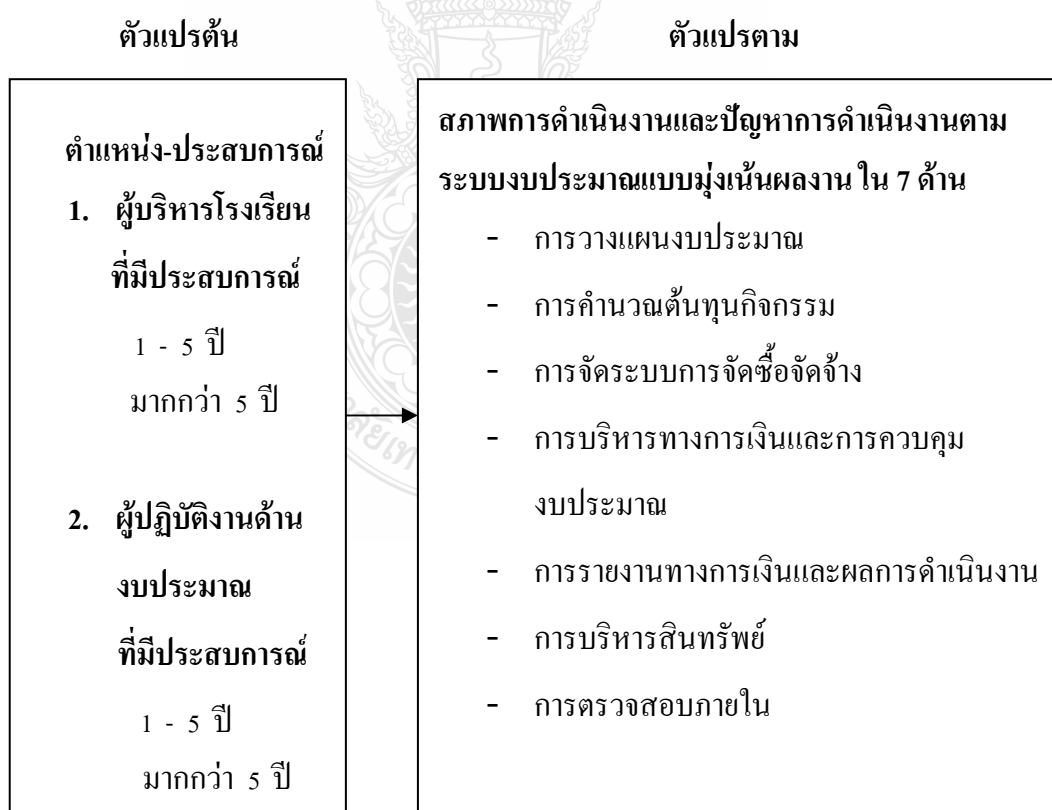 ตัวแปรต้น
ตัวแปรตาม
ตำแหน่ง-ประสบการณ์
1. ผู้บริหารโรงเรียน
ที่มีประสบการณ์
1 - 5 ปี
มากกว่า 5 ปี
2. ผู้ปฏิบัติงานด้าน
งบประมาณ
ที่มีประสบการณ์
1 - 5 ปี
มากกว่า 5 ปี
สภาพการดำเนินงานและปัญหาการดำเนินงานตาม
ระบบงบประมาณแบบมุ่งเน้นผลงาน ใน 7 ด้าน
- การวางแผนงบประมาณ
- การคำนวณต้นทุนกิจกรรม
- การจัดระบบการจัดซื้อจัดจ้าง
- การบริหารทางการเงินและการควบคุม
งบประมาณ
- การรายงานทางการเงินและผลการดำเนินงาน
- การบริหารสินทรัพย์
- การตรวจสอบภายใน